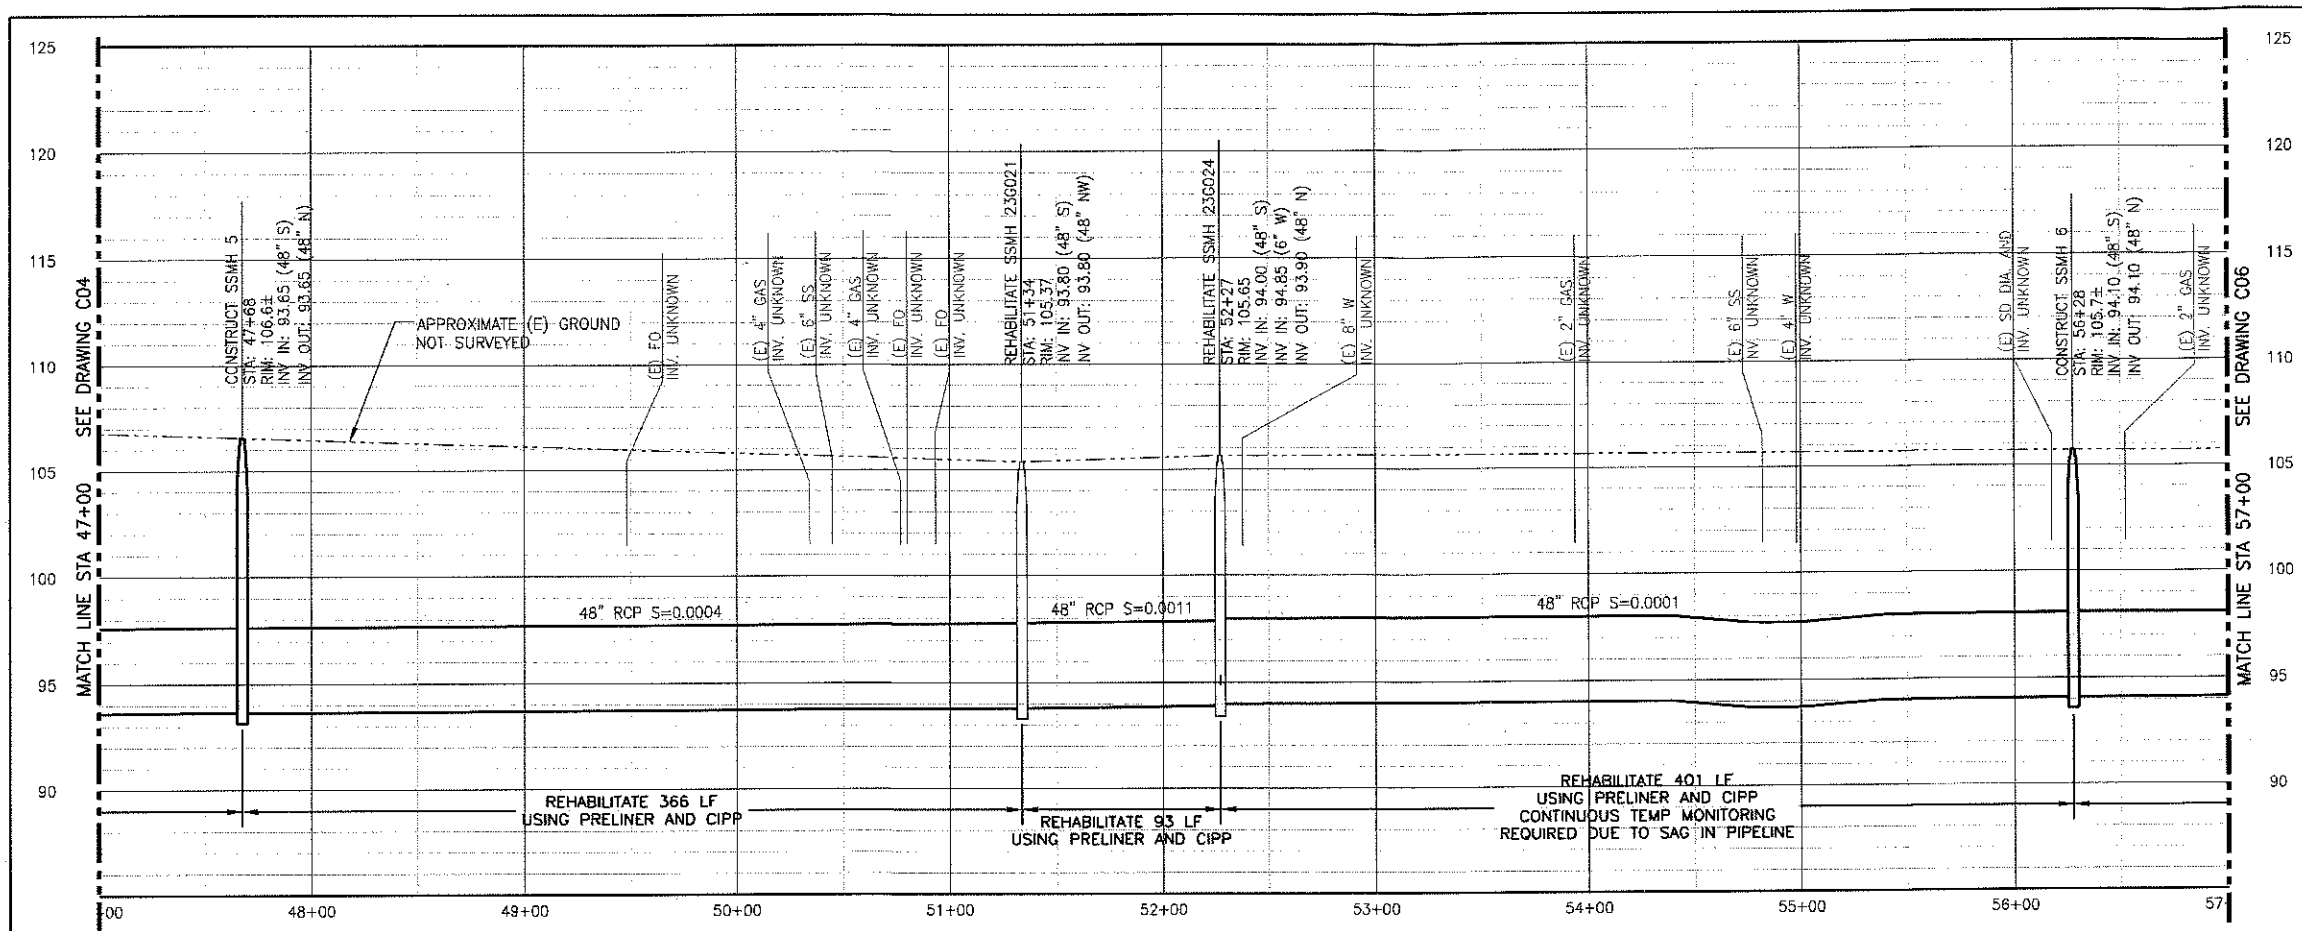 125
120
115
110
105
100
95
90
125
120
115
110
105
100
95
90
MATCH LINE STA 47+00 SEE DRAWING C04
MATCH LINE STA 57+00 SEE DRAWING C06
CONSTRUCT SSMH 5
STA: 47+68
RIM: 106.6±
INV IN: 93.65 (48" S)
INV OUT: 93.65 (48" N)
APPROXIMATE (E) GROUND
NOT SURVEYED
(E) FO
INV. UNKNOWN
(E) 4" GAS
INV. UNKNOWN
(E) 6" SS
INV. UNKNOWN
(E) 4" GAS
INV. UNKNOWN
(E) FO
INV. UNKNOWN
(E) FO
INV. UNKNOWN
REHABILITATE SSMH 23G021
STA: 51+34
RIM: 105.37
INV IN: 93.80 (48" S)
INV OUT: 93.80 (48" NW)
REHABILITATE SSMH 23G024
STA: 52+27
RIM: 105.65
INV IN: 94.00 (48" S)
INV IN: 94.85 (6" W)
INV OUT: 93.90 (48" N)
(E) 8" W
INV. UNKNOWN
(E) 2" GAS
INV. UNKNOWN
(E) 6" SS
INV. UNKNOWN
(E) 4" W
INV. UNKNOWN
(E) SD DIA. AND
INV. UNKNOWN
CONSTRUCT SSMH 6
STA: 56+28
RIM: 105.7±
INV IN: 94.10 (48" S)
INV OUT: 94.10 (48" N)
(E) 2" GAS
INV. UNKNOWN
48" RCP S=0.0004
48" RCP S=0.0011
48" RCP S=0.0001
REHABILITATE 366 LF
USING PRELINER AND CIPP
REHABILITATE 93 LF
USING PRELINER AND CIPP
REHABILITATE 401 LF
USING PRELINER AND CIPP
CONTINUOUS TEMP MONITORING
REQUIRED DUE TO SAG IN PIPELINE
+00
48+00
49+00
50+00
51+00
52+00
53+00
54+00
55+00
56+00
57